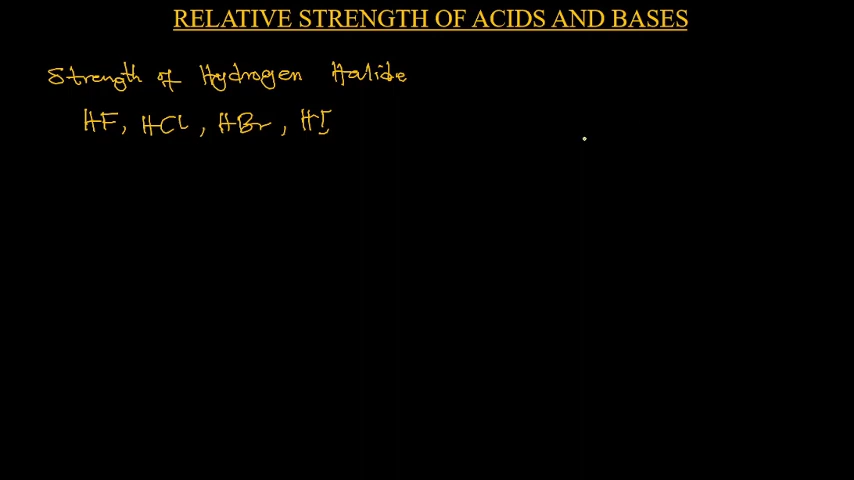 RELATIVE STRENGTH OF ACIDS AND BASES
Strength of Hydrogen Halide
HF, HCl, HBr, HI